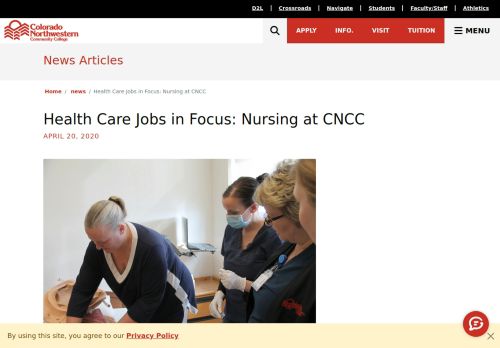 D2L | Crossroads | Navigate | Students | Faculty/Staff | Athletics
Colorado
Northwestern
Community College
APPLY INFO. VISIT TUITION MENU
News Articles
Home / news / Health Care Jobs in Focus: Nursing at CNCC
Health Care Jobs in Focus: Nursing at CNCC
APRIL 20, 2020
By using this site, you agree to our Privacy Policy